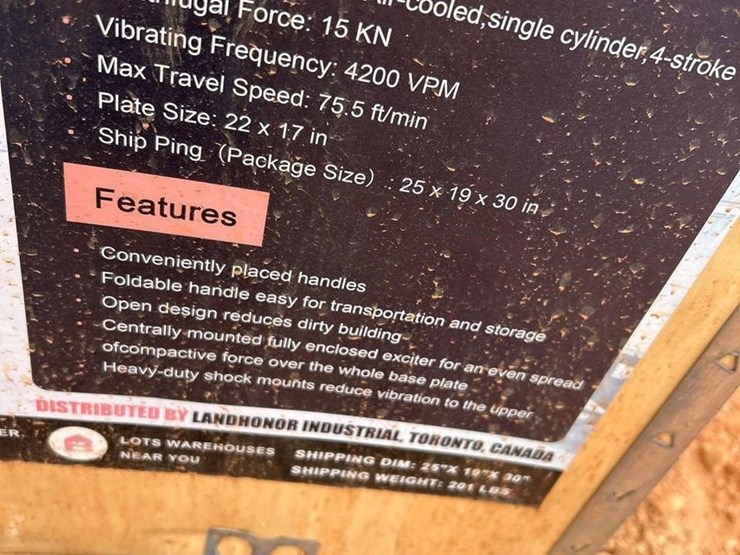 Air-cooled,single cylinder,4-stroke
Force: 15 KN
Vibrating Frequency: 4200 VPM
Max Travel Speed: 75.5 ft/min
Plate Size: 22 x 17 in
Ship Ping (Package Size) : 25 x 19 x 30 in
Features
Conveniently placed handles
Foldable handle easy for transportation and storage
Open design reduces dirty building
Centrally mounted fully enclosed exciter for an even spread
ofcompactive force over the whole base plate
Heavy-duty shock mounts reduce vibration to the upper
DISTRIBUTED BY LANDHONOR INDUSTRIAL, TORONTO, CANADA
LOTS WAREHOUSES
NEAR YOU
SHIPPING DIM: 25"X 19"X 30"
SHIPPING WEIGHT: 201 LBS